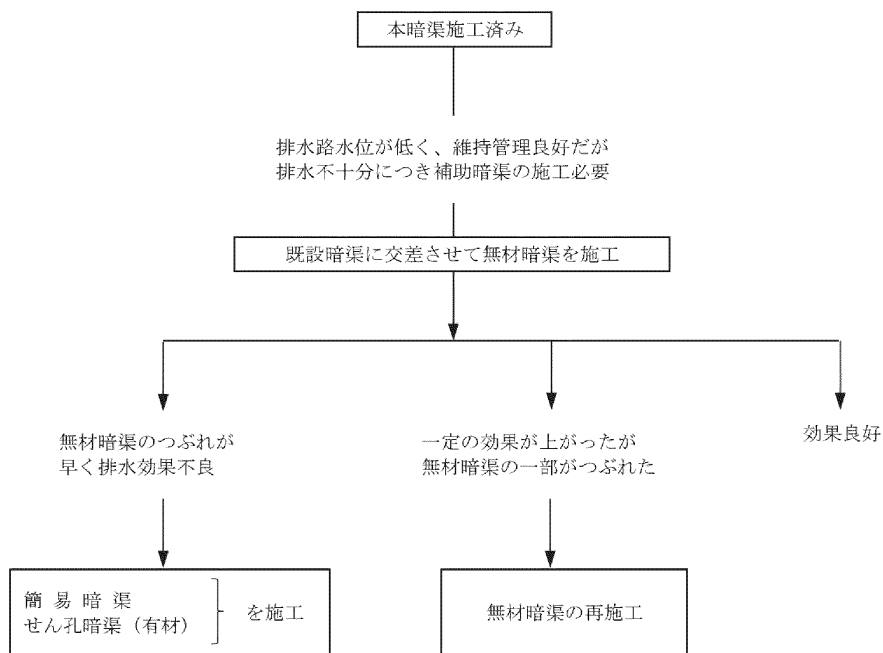 本暗渠施工済み
排水路水位が低く、維持管理良好だが
排水不十分につき補助暗渠の施工必要
既設暗渠に交差させて無材暗渠を施工
無材暗渠のつぶれが
早く排水効果不良
一定の効果が上がったが
無材暗渠の一部がつぶれた
効果良好
簡 易 暗 渠
せん孔暗渠（有材）
を施工
無材暗渠の再施工